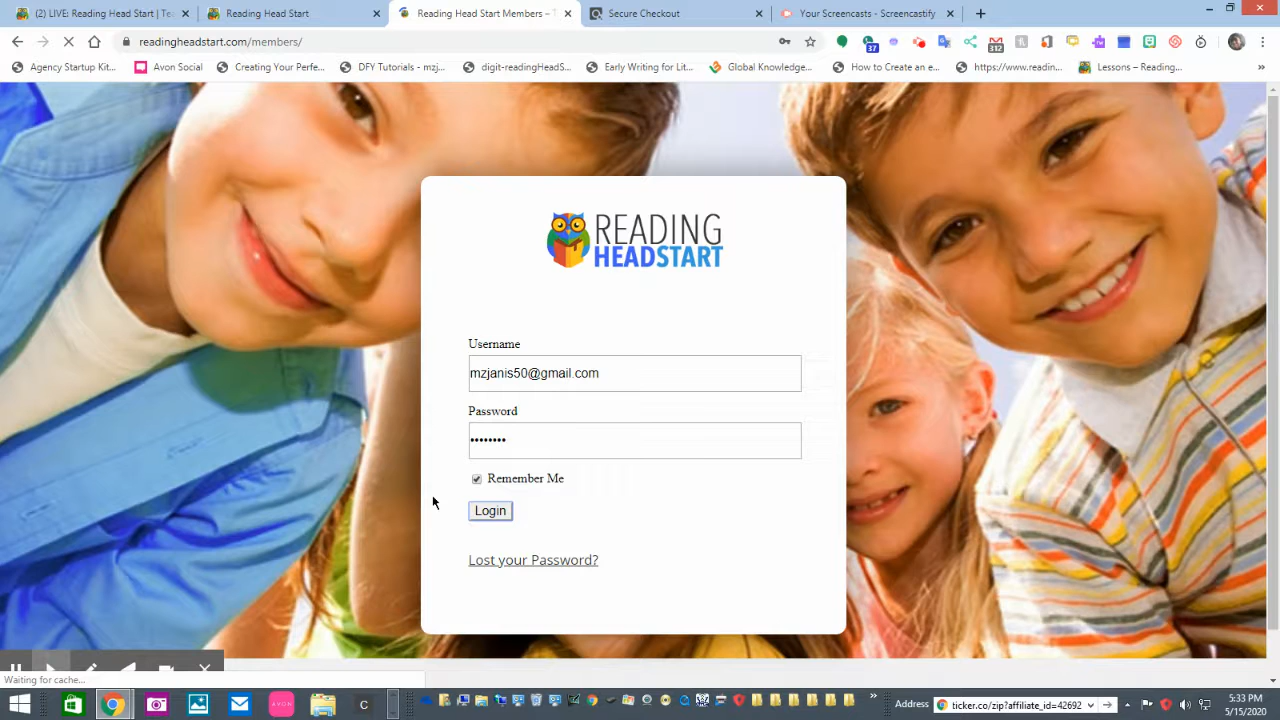 (2) LIVE: Reading Head Start | Te
Reading Head Start
Reading Head Start Members – T
Secure Checkout
Your Screencasts - Screencastify
readingheadstart.com/members/
37
312
Agency Startup Kit...
Avon Social
Creating Your Perfe...
DFY Tutorials - mzj...
digit-readingHeadS...
Early Writing for Lit...
Global Knowledge...
How to Create an e...
https://www.readin...
Lessons – Reading...
»
READING
HEADSTART
Username
mzjanis50@gmail.com
Password
••••••••
Remember Me
Login
Lost your Password?
Waiting for cache...
AVON
C
Address
ticker.co/zip?affiliate_id=42692
5:33 PM
5/15/2020